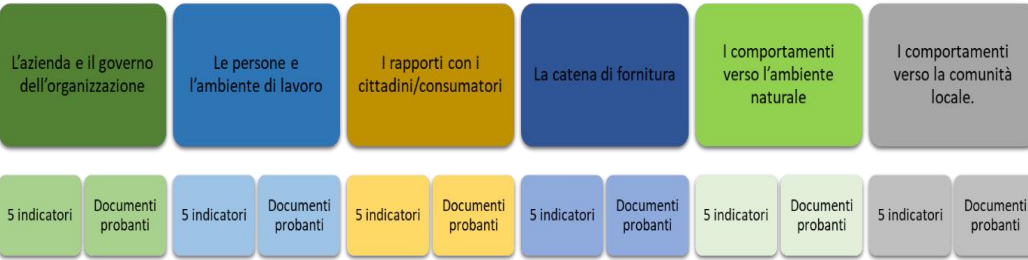 L'azienda e il governo
dell'organizzazione
Le persone e
l'ambiente di lavoro
I rapporti con i
cittadini/consumatori
La catena di fornitura
I comportamenti
verso l'ambiente
naturale
I comportamenti
verso la comunità
locale.
5 indicatori
Documenti
probanti
5 indicatori
Documenti
probanti
5 indicatori
Documenti
probanti
5 indicatori
Documenti
probanti
5 indicatori
Documenti
probanti
5 indicatori
Documenti
probanti